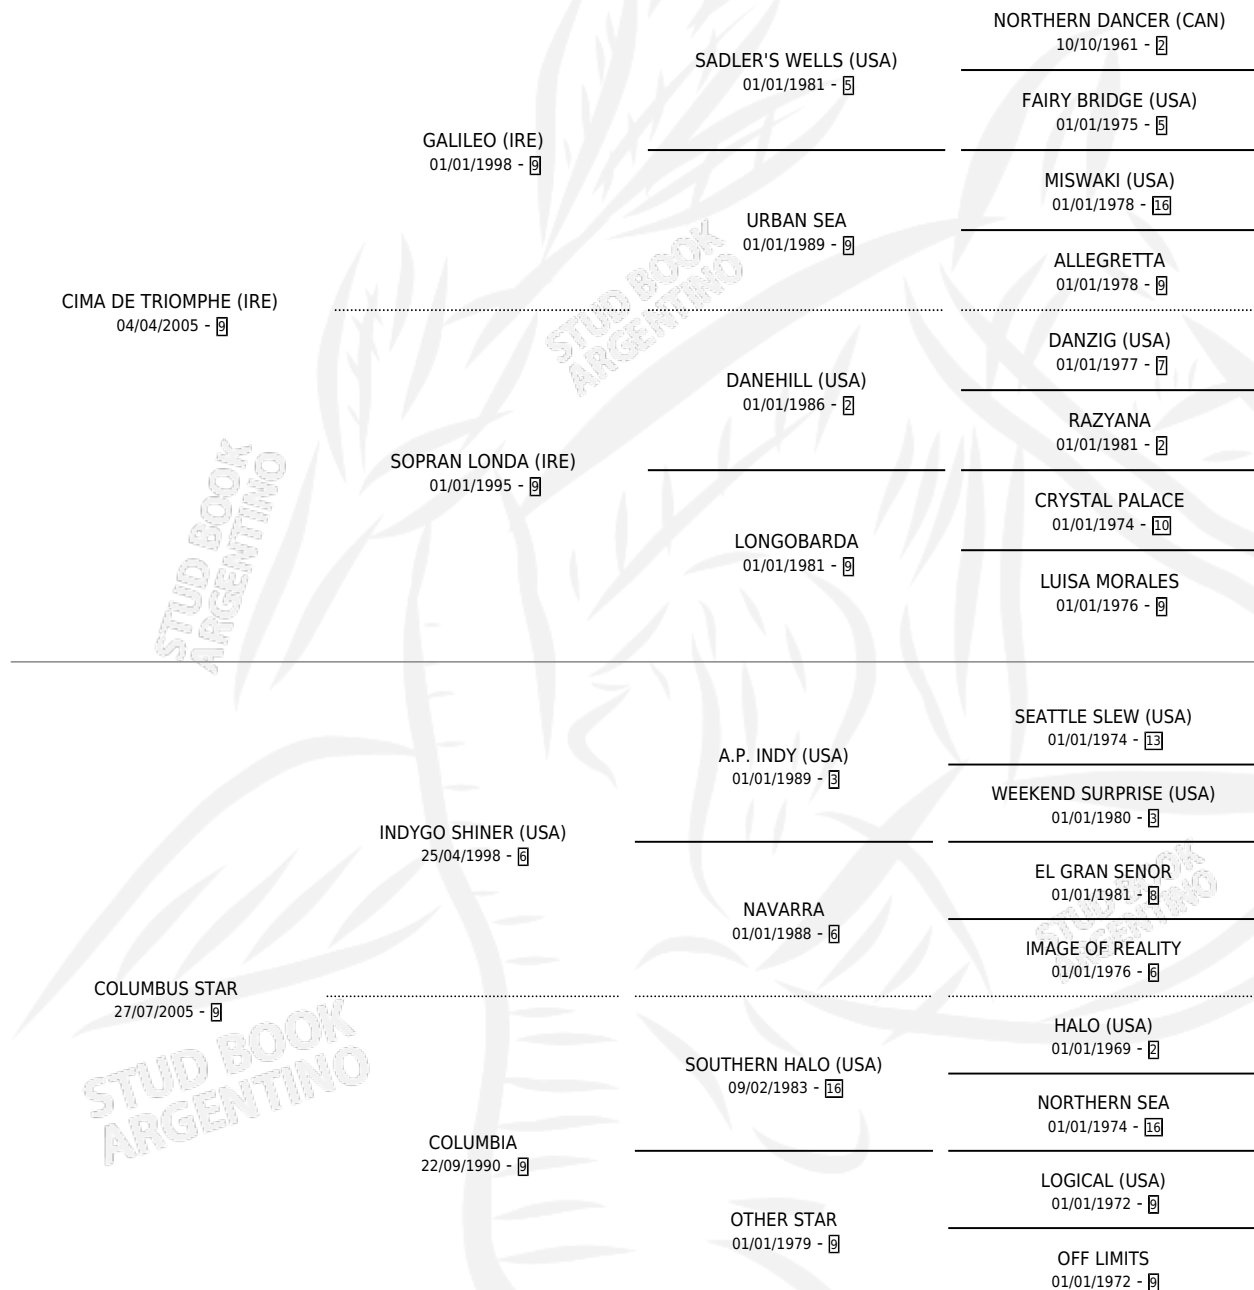 NORTHERN DANCER (CAN)
10/10/1961 - 2
SADLER'S WELLS (USA)
01/01/1981 - 5
FAIRY BRIDGE (USA)
01/01/1975 - 5
GALILEO (IRE)
01/01/1998 - 9
MISWAKI (USA)
01/01/1978 - 16
URBAN SEA
01/01/1989 - 9
ALLEGRETTA
01/01/1978 - 9
CIMA DE TRIOMPHE (IRE)
04/04/2005 - 9
STUD BOOK
ARGENTINO
DANZIG (USA)
01/01/1977 - 7
DANEHILL (USA)
01/01/1986 - 2
RAZYANA
01/01/1981 - 2
SOPRAN LONDA (IRE)
01/01/1995 - 9
CRYSTAL PALACE
01/01/1974 - 10
LONGOBARDA
01/01/1981 - 9
LUISA MORALES
01/01/1976 - 9
STUD BOOK
ARGENTINO
SEATTLE SLEW (USA)
01/01/1974 - 13
A.P. INDY (USA)
01/01/1989 - 3
WEEKEND SURPRISE (USA)
01/01/1980 - 3
INDYGO SHINER (USA)
25/04/1998 - 6
EL GRAN SENOR
01/01/1981 - 8
NAVARRA
01/01/1988 - 6
STUD BOOK
ARGENTINO
IMAGE OF REALITY
01/01/1976 - 6
COLUMBUS STAR
27/07/2005 - 9
HALO (USA)
01/01/1969 - 2
SOUTHERN HALO (USA)
09/02/1983 - 16
STUD BOOK
ARGENTINO
NORTHERN SEA
01/01/1974 - 16
COLUMBIA
22/09/1990 - 9
LOGICAL (USA)
01/01/1972 - 9
OTHER STAR
01/01/1979 - 9
OFF LIMITS
01/01/1972 - 9